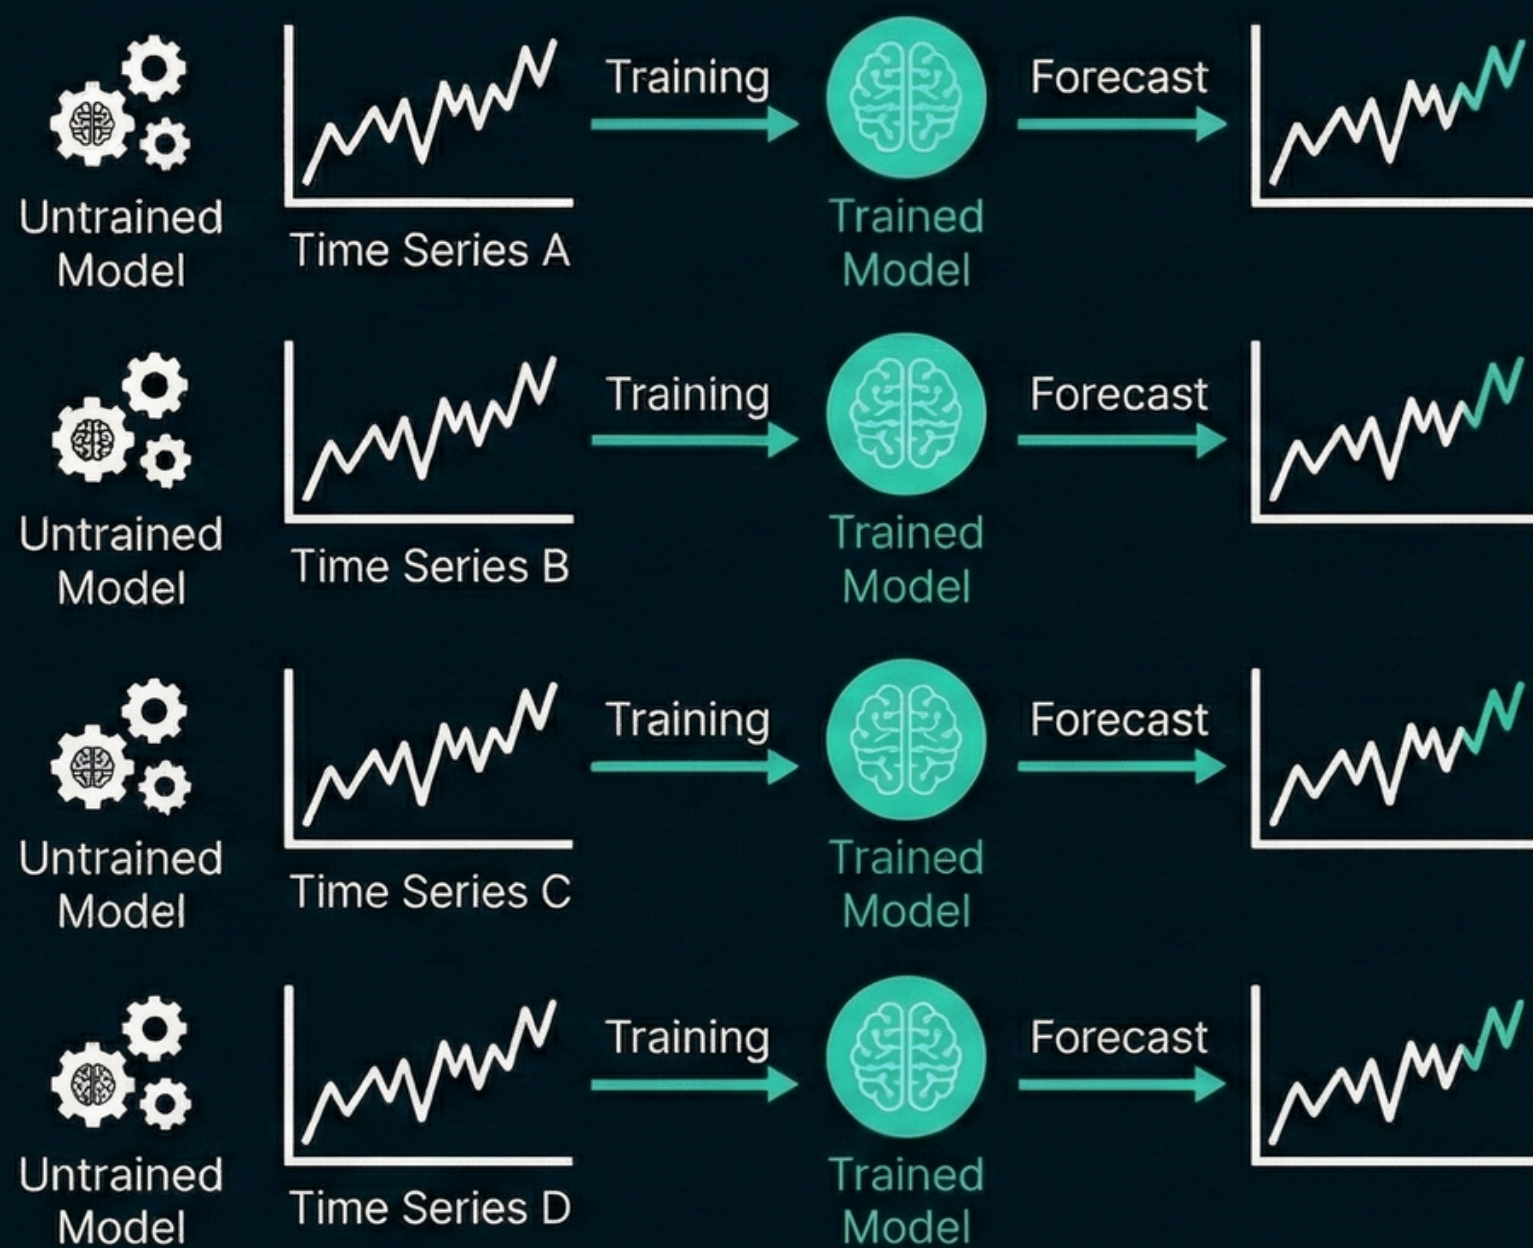 Training
Forecast
Untrained
Model
Time Series A
Trained
Model
Training
Forecast
Untrained
Model
Time Series B
Trained
Model
Training
Forecast
Untrained
Model
Time Series C
Trained
Model
Training
Forecast
Untrained
Model
Time Series D
Trained
Model